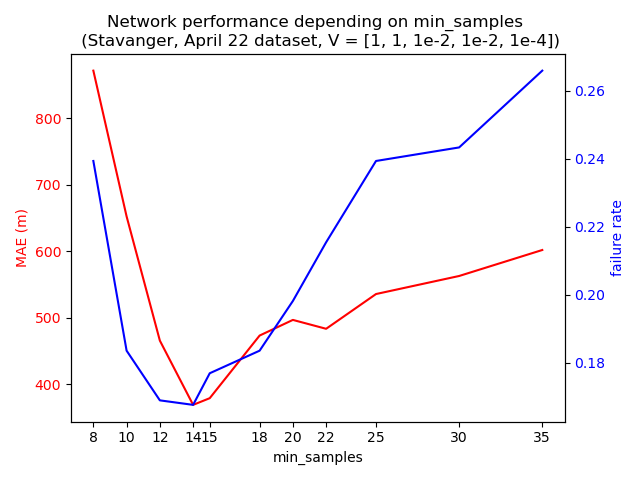 Network performance depending on min_samples
(Stavanger, April 22 dataset, V = [1, 1, 1e-2, 1e-2, 1e-4])
MAE (m)
800
700
600
500
400
0.26
0.24
0.22
0.20
0.18
failure rate
8 10 12 14 15 18 20 22 25 30 35
min_samples